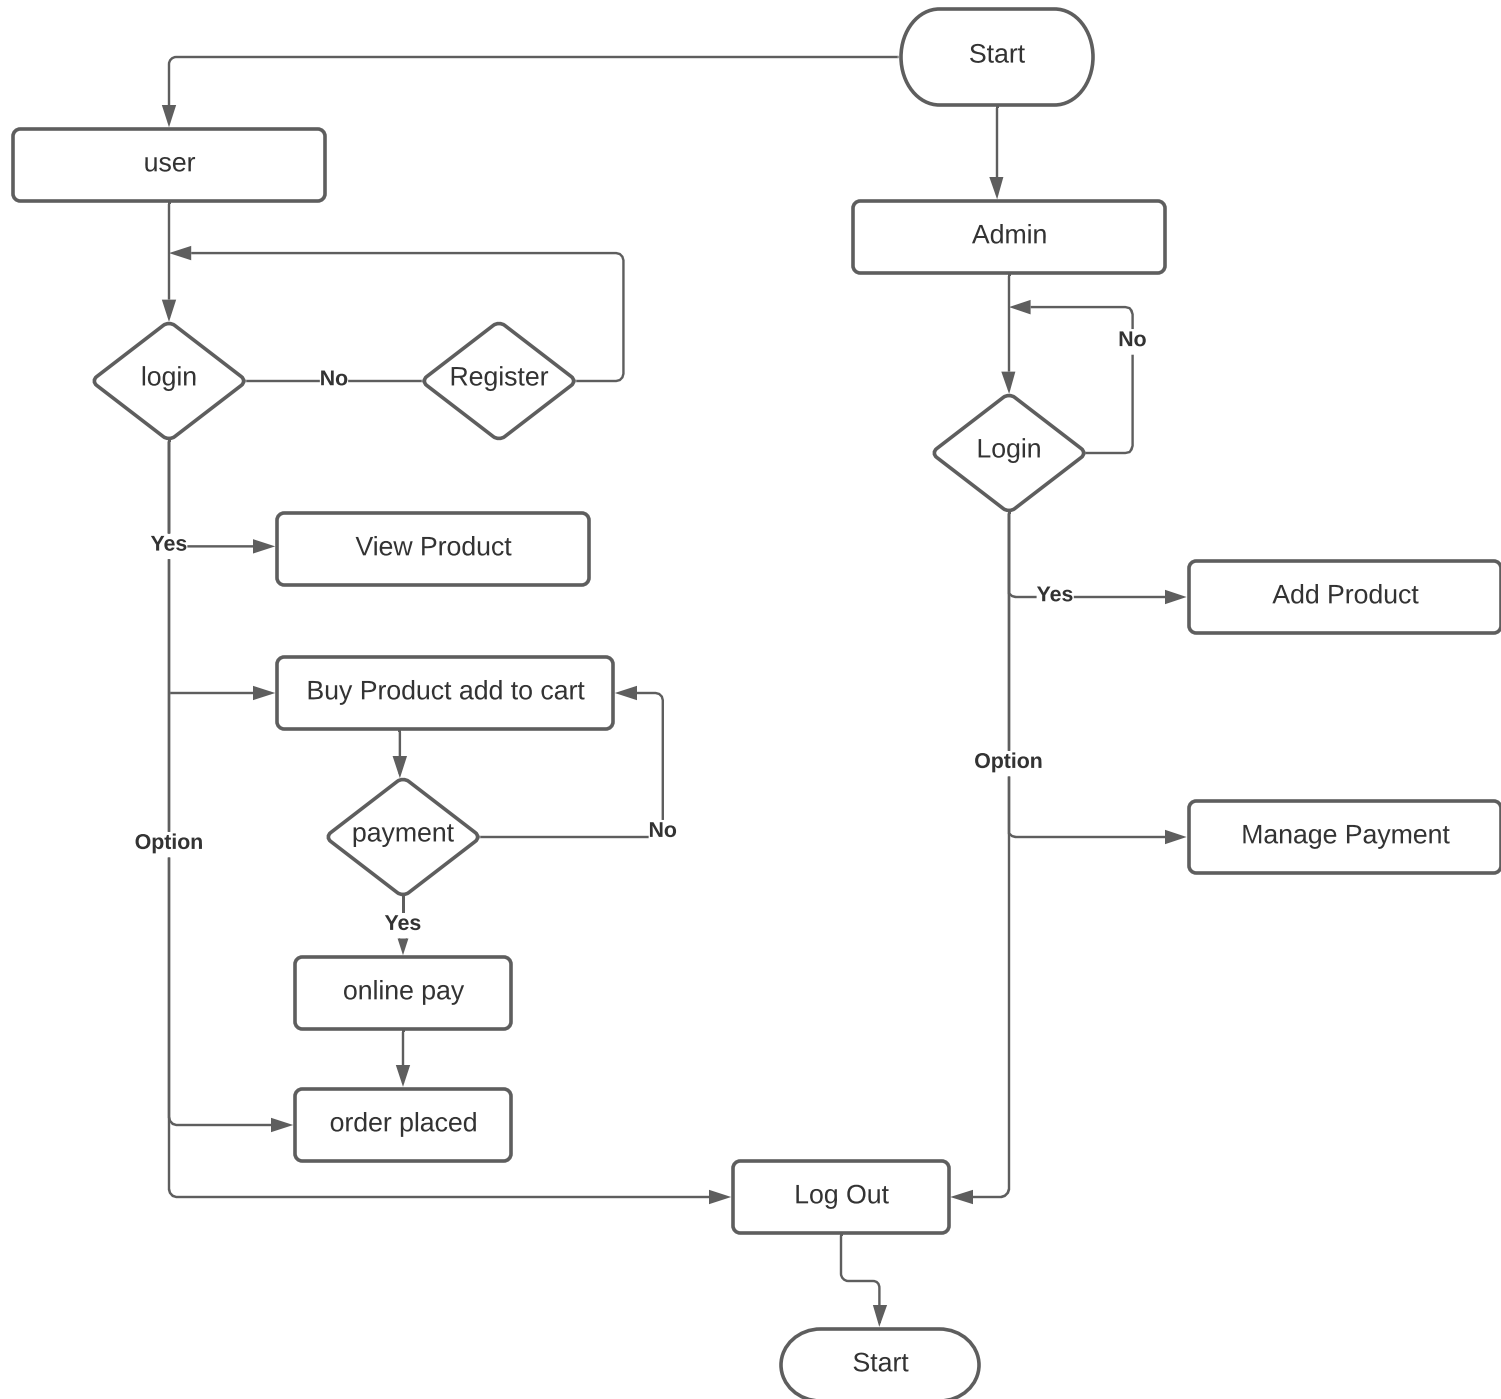 Start
user
Admin
No
login
No
Register
Login
Yes
View Product
Yes
Add Product
Buy Product add to cart
Option
payment
No
Option
Manage Payment
Yes
online pay
order placed
Log Out
Start